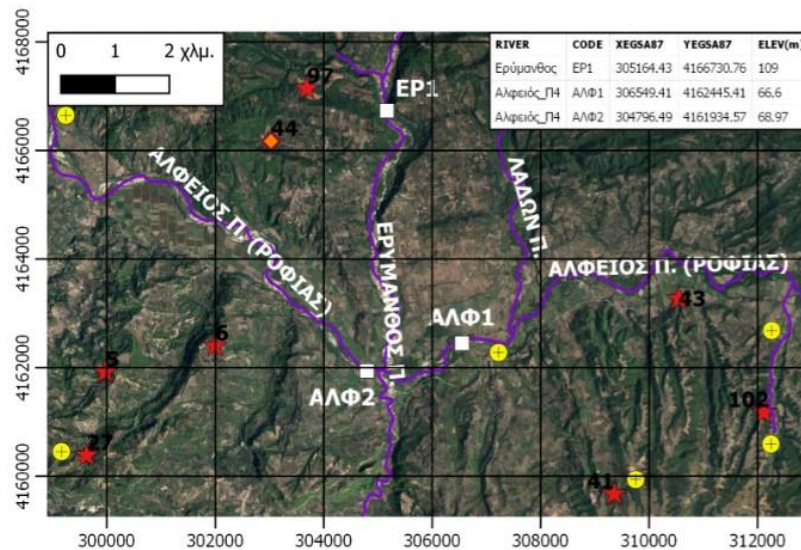 0 1 2 χλμ.
RIVER CODE XEGSA87 YEGSA87 ELEV(m)
Ερύμανθος ΕΡ1 305164.43 4166730.76 109
Αλφειός_Π4 ΑΛΦ1 306549.41 4162445.41 66.6
Αλφειός_Π4 ΑΛΦ2 304796.49 4161934.57 68.97
4168000
4166000
4164000
4162000
4160000
97
ΕΡ1
44
ΑΛΦΕΙΟΣ Π. (ΡΟΦΙΑΣ)
ΕΡΥΜΑΝΘΟΣ Π.
ΛΑΔΩΝ Π.
ΑΛΦΕΙΟΣ Π. (ΡΟΦΙΑΣ)
43
ΑΛΦ1
6
5
ΑΛΦ2
102
27
41
300000 302000 304000 306000 308000 310000 312000